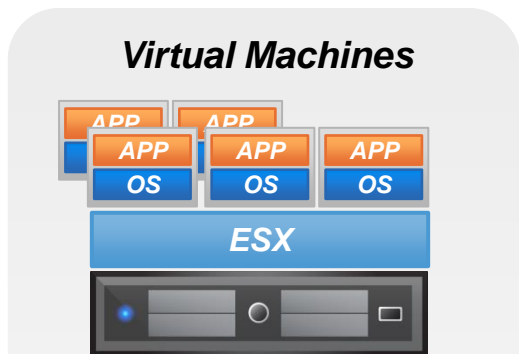 Virtual Machines
APP APP
APP APP APP
OS OS OS
ESX